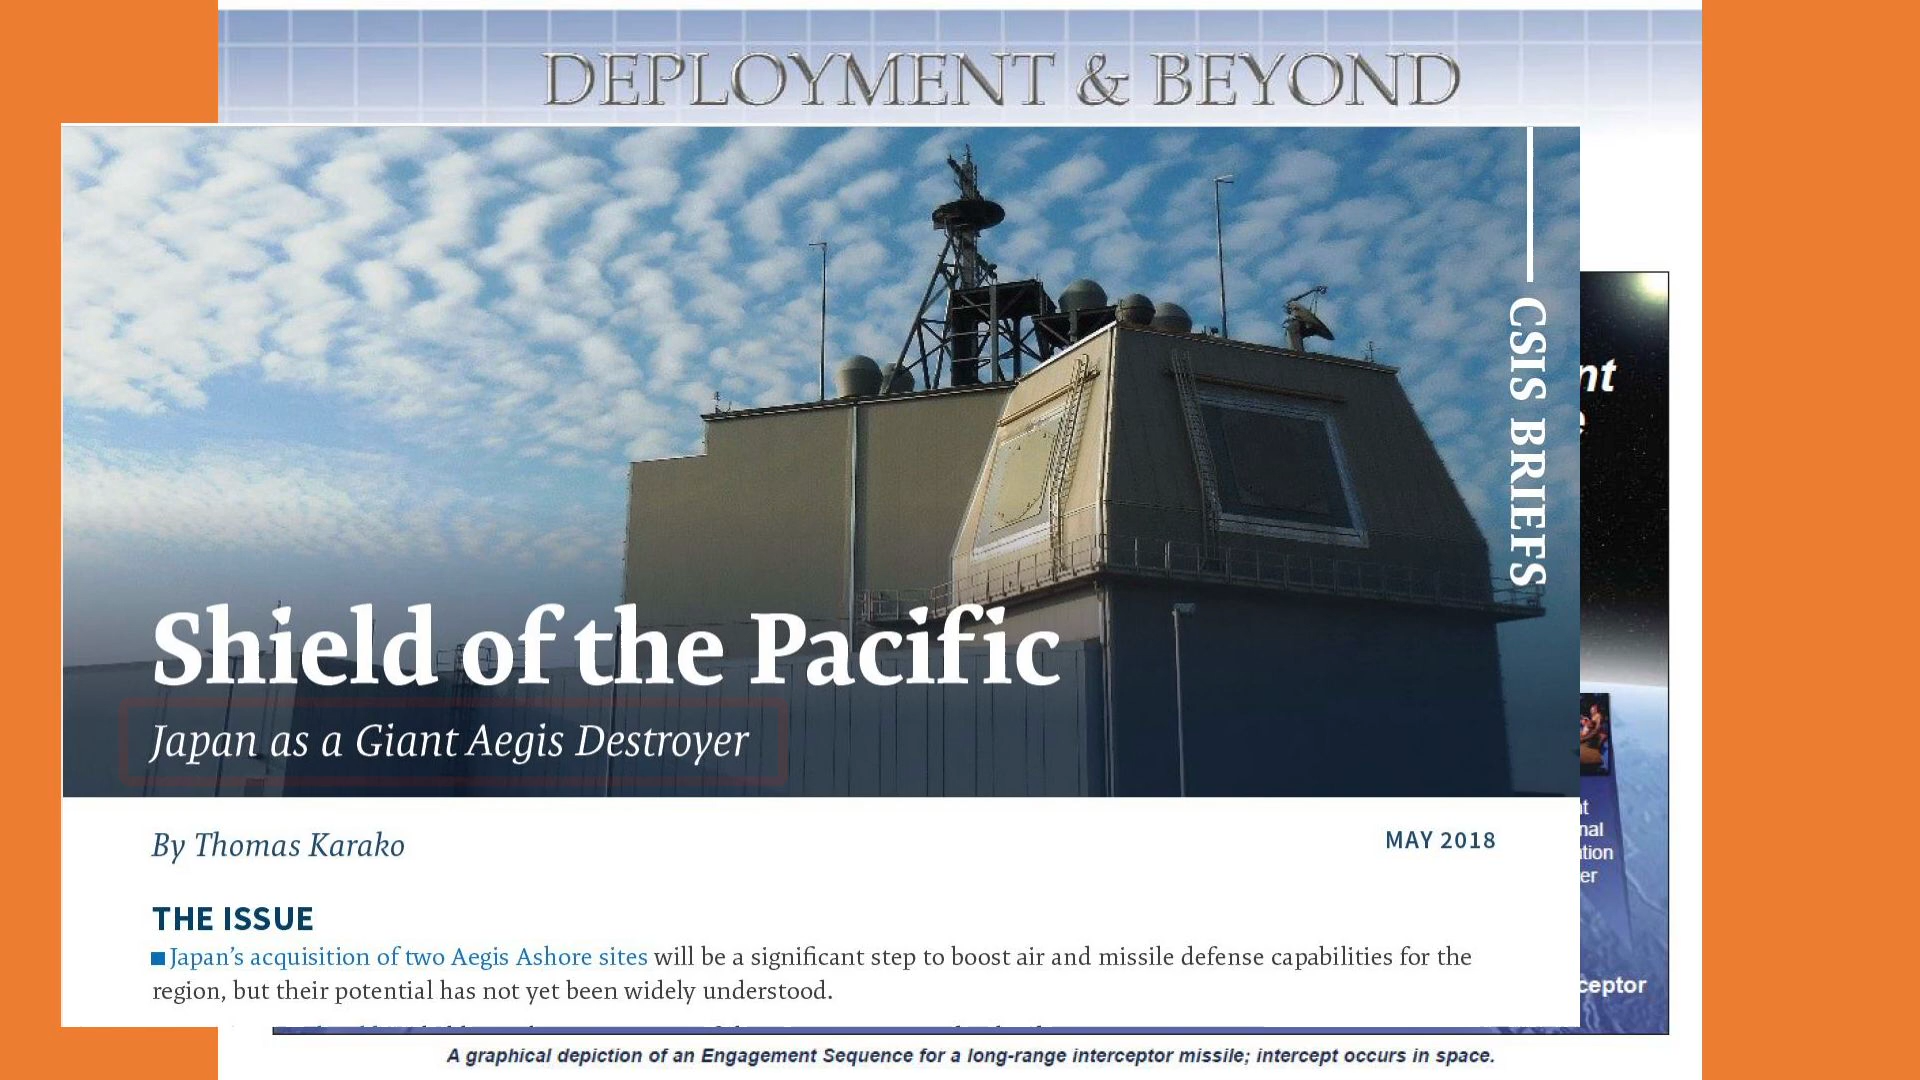 DEPLOYMENT & BEYOND
CSIS BRIEFS
Shield of the Pacific
Japan as a Giant Aegis Destroyer
By Thomas Karako
MAY 2018
THE ISSUE
Japan’s acquisition of two Aegis Ashore sites will be a significant step to boost air and missile defense capabilities for the
region, but their potential has not yet been widely understood.
A graphical depiction of an Engagement Sequence for a long-range interceptor missile; intercept occurs in space.